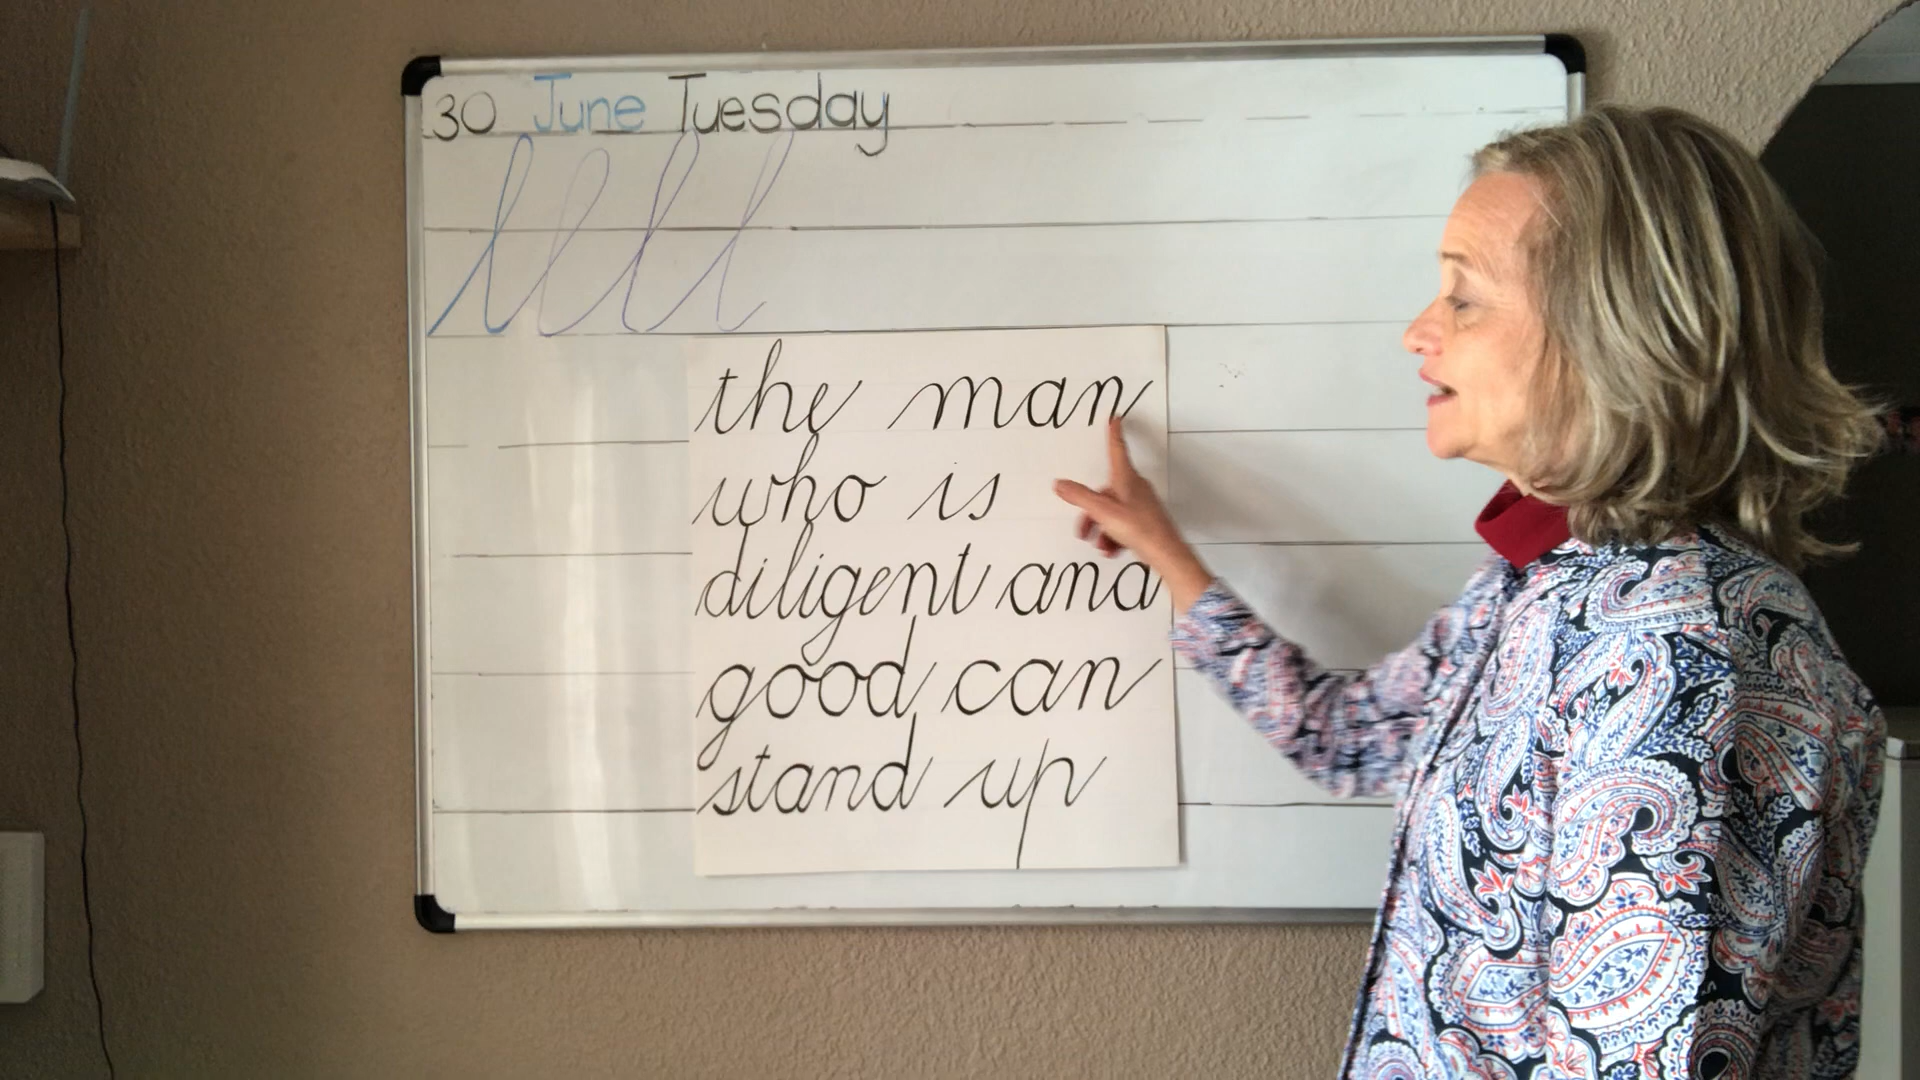 30 June Tuesday
llll
the man
who is
diligent and
good can
stand up